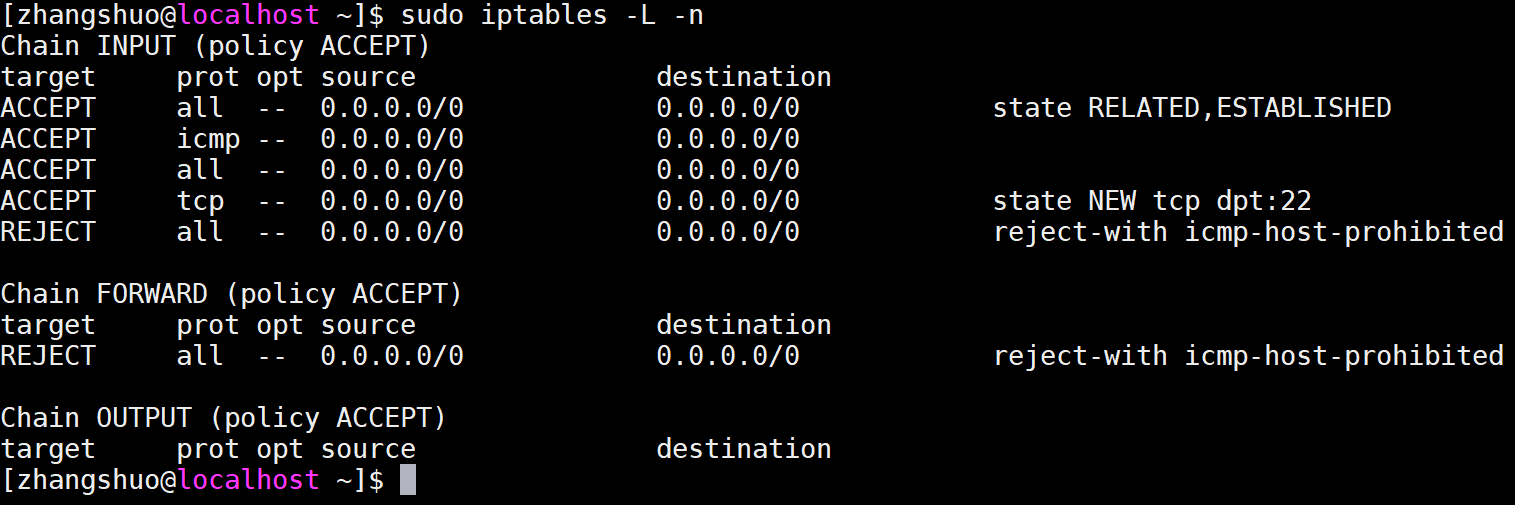 [zhangshuo@localhost ~]$ sudo iptables -L -n
Chain INPUT (policy ACCEPT)
target     prot opt source               destination
ACCEPT     all  --  0.0.0.0/0            0.0.0.0/0            state RELATED,ESTABLISHED
ACCEPT     icmp --  0.0.0.0/0            0.0.0.0/0
ACCEPT     all  --  0.0.0.0/0            0.0.0.0/0
ACCEPT     tcp  --  0.0.0.0/0            0.0.0.0/0            state NEW tcp dpt:22
REJECT     all  --  0.0.0.0/0            0.0.0.0/0            reject-with icmp-host-prohibited

Chain FORWARD (policy ACCEPT)
target     prot opt source               destination
REJECT     all  --  0.0.0.0/0            0.0.0.0/0            reject-with icmp-host-prohibited

Chain OUTPUT (policy ACCEPT)
target     prot opt source               destination
[zhangshuo@localhost ~]$